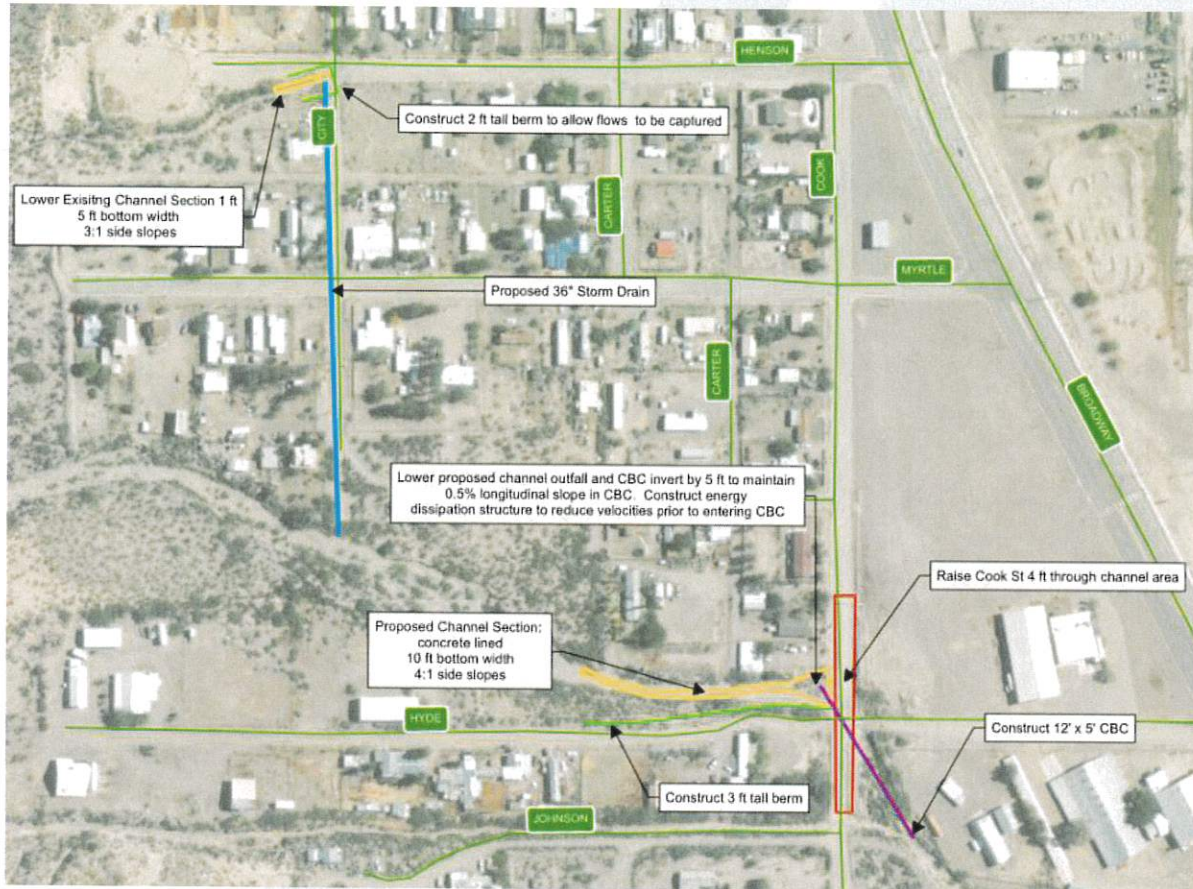 HENSON
Construct 2 ft tall berm to allow flows to be captured
CITY
Lower Exisitng Channel Section 1 ft
5 ft bottom width
3:1 side slopes
CARTER
COOK
MYRTLE
Proposed 36" Storm Drain
CARTER
BROADWAY
Lower proposed channel outfall and CBC invert by 5 ft to maintain
0.5% longitudinal slope in CBC. Construct energy
dissipation structure to reduce velocities prior to entering CBC
Raise Cook St 4 ft through channel area
Proposed Channel Section:
concrete lined
10 ft bottom width
4:1 side slopes
HYDE
Construct 12' x 5' CBC
Construct 3 ft tall berm
JOHNSON